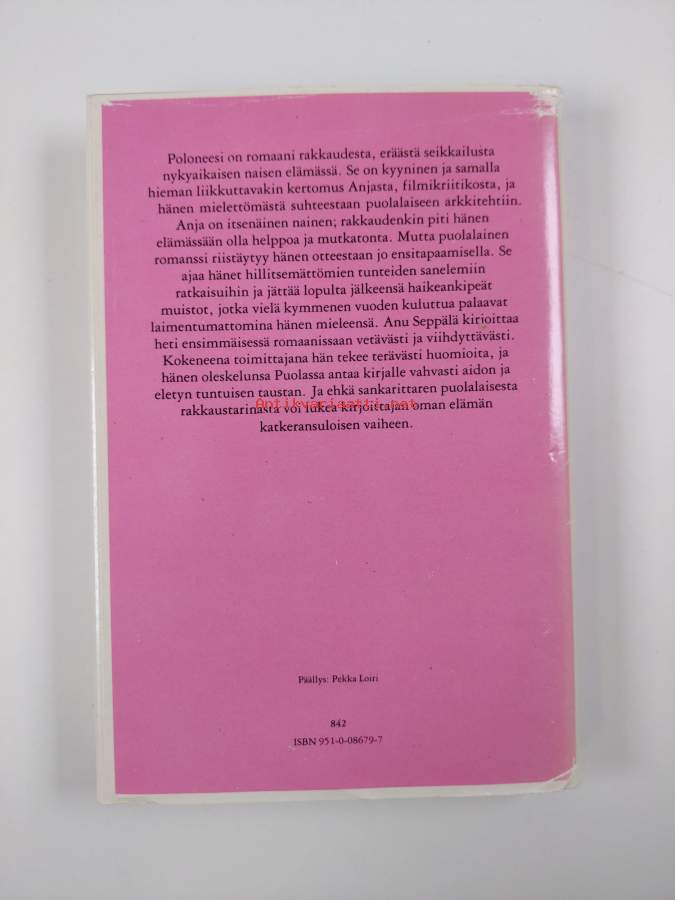 Poloneesi on romaani rakkaudesta, eräästä seikkailusta
nykyaikaisen naisen elämässä. Se on kyyninen ja samalla
hieman liikkuttavakin kertomus Anjasta, filmikriitikosta, ja
hänen mielettömästä suhteestaan puolalaiseen arkkitehtiin.
Anja on itsenäinen nainen; rakkaudenkin piti hänen
elämässään olla helppoa ja mutkatonta. Mutta puolalainen
romanssi riistäytyy hänen otteestaan jo ensitapaamisella. Se
ajaa hänet hillitsemättömien tunteiden sanelemiin
ratkaisuihin ja jättää lopulta jälkeensä haikeankipeät
muistot, jotka vielä kymmenen vuoden kuluttua palaavat
laimentumattomina hänen mieleensä. Anu Seppälä kirjoittaa
heti ensimmäisessä romaanissaan vetävästi ja viihdyttävästi.
Kokeneena toimittajana hän tekee terävästi huomioita, ja
hänen oleskelunsa Puolassa antaa kirjalle vahvasti aidon ja
eletyn tuntuisen taustan. Ja ehkä sankarittaren puolalaisesta
Antikvariaatti.net
rakkaustarinasta voi lukea kirjoittajan oman elämän
katkeransuloisen vaiheen.
Päällys: Pekka Loiri
842
ISBN 951-0-08679-7